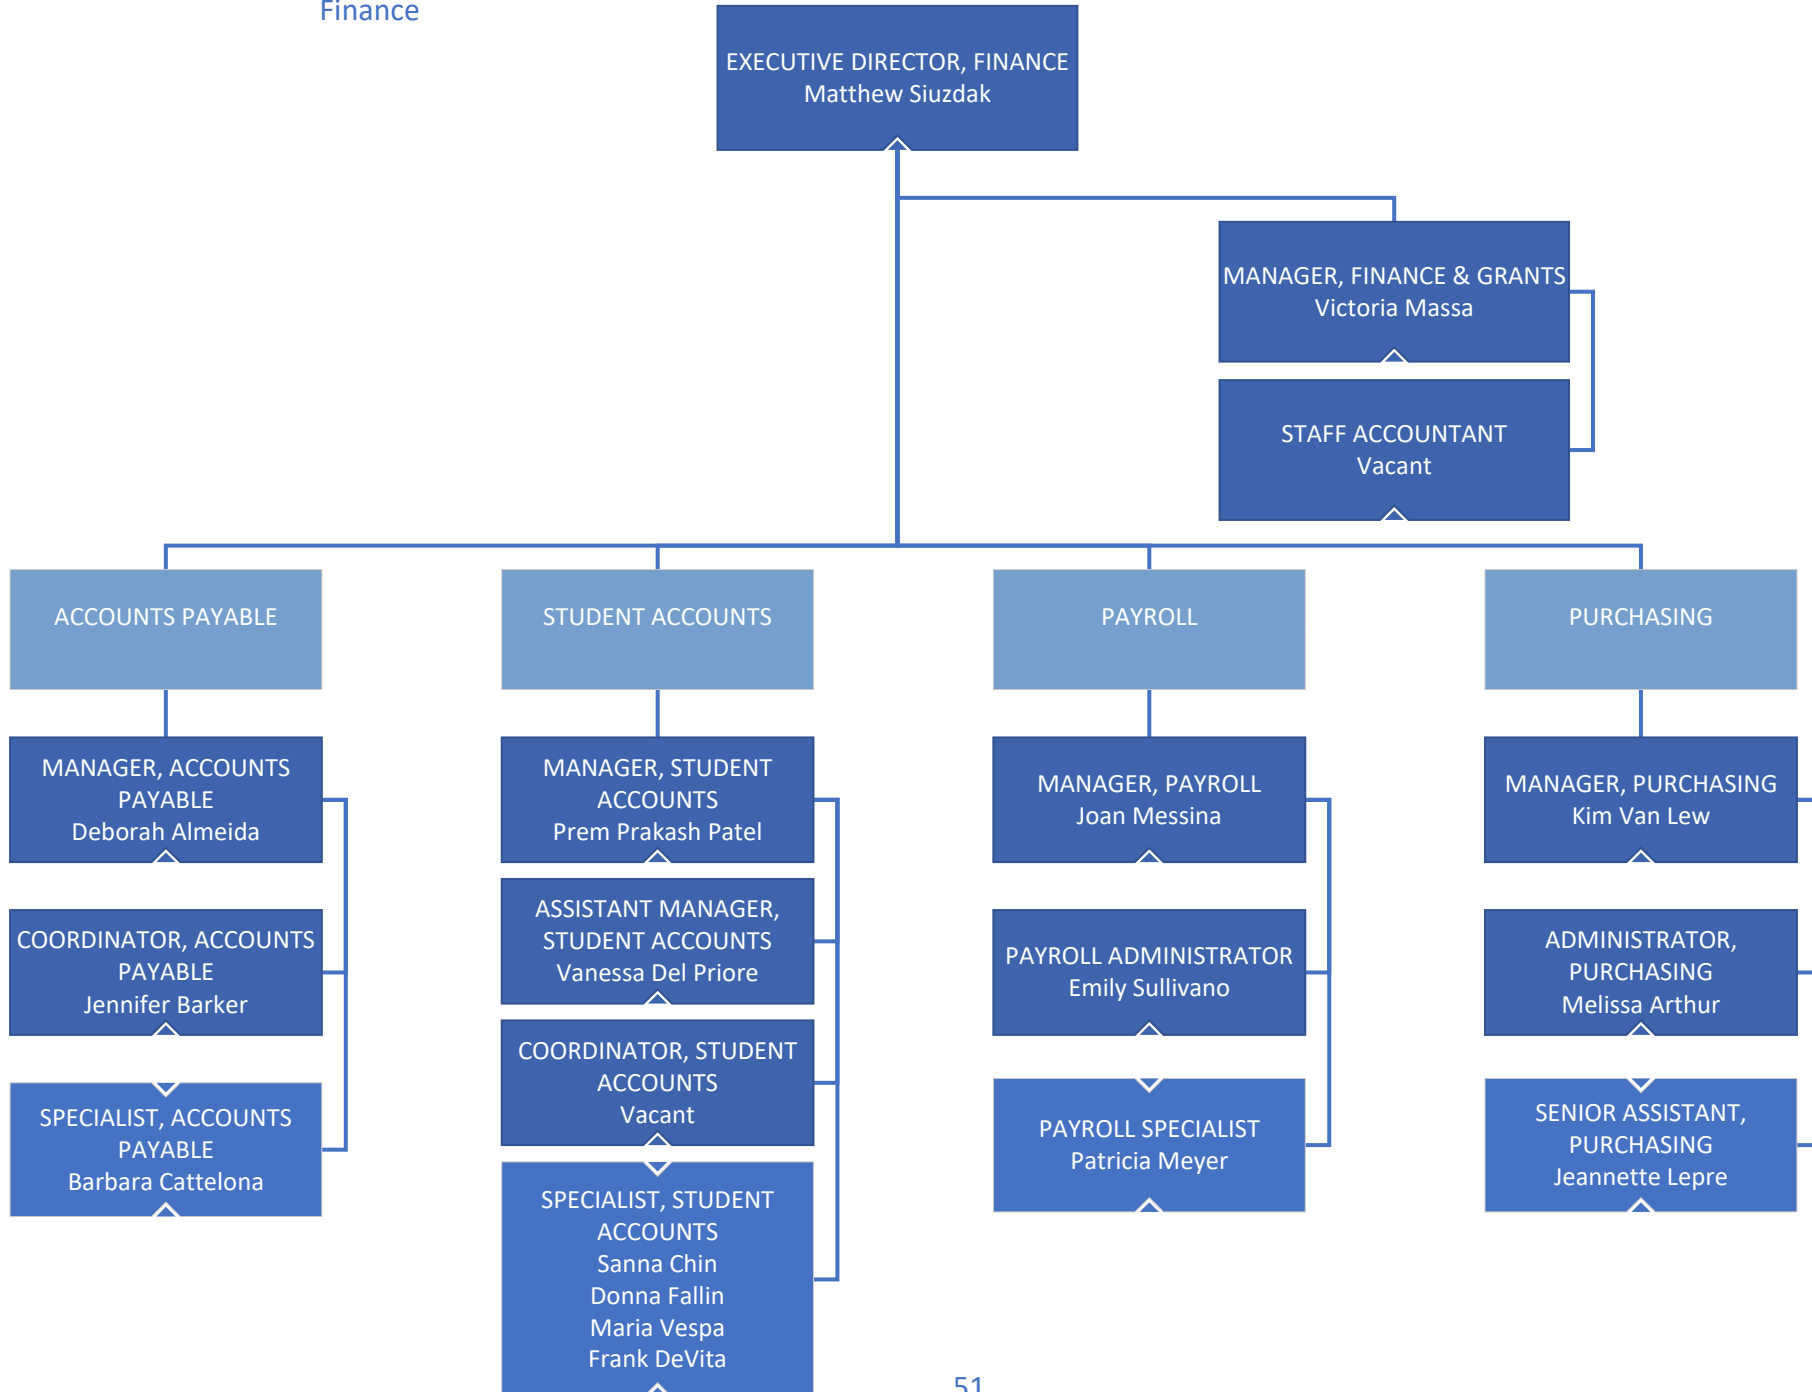 Finance
EXECUTIVE DIRECTOR, FINANCE
Matthew Siuzdak
MANAGER, FINANCE & GRANTS
Victoria Massa
STAFF ACCOUNTANT
Vacant
ACCOUNTS PAYABLE
MANAGER, ACCOUNTS
PAYABLE
Deborah Almeida
COORDINATOR, ACCOUNTS
PAYABLE
Jennifer Barker
SPECIALIST, ACCOUNTS
PAYABLE
Barbara Cattelona
STUDENT ACCOUNTS
MANAGER, STUDENT
ACCOUNTS
Prem Prakash Patel
ASSISTANT MANAGER,
STUDENT ACCOUNTS
Vanessa Del Priore
COORDINATOR, STUDENT
ACCOUNTS
Vacant
SPECIALIST, STUDENT
ACCOUNTS
Sanna Chin
Donna Fallin
Maria Vespa
Frank DeVita
PAYROLL
MANAGER, PAYROLL
Joan Messina
PAYROLL ADMINISTRATOR
Emily Sullivano
PAYROLL SPECIALIST
Patricia Meyer
PURCHASING
MANAGER, PURCHASING
Kim Van Lew
ADMINISTRATOR,
PURCHASING
Melissa Arthur
SENIOR ASSISTANT,
PURCHASING
Jeannette Lepre
51